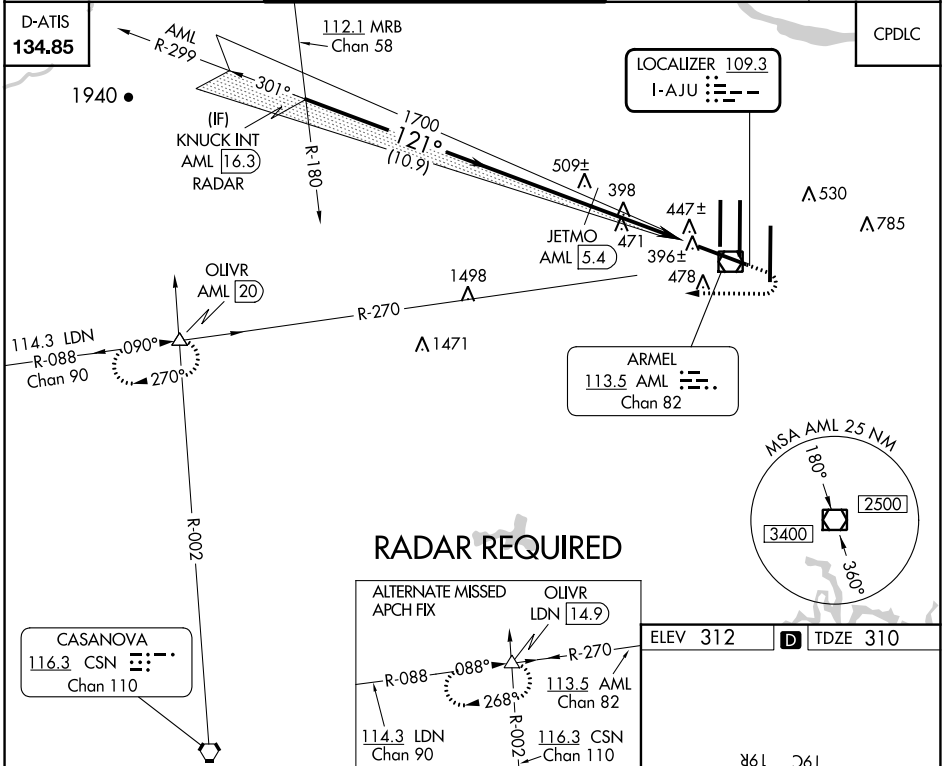 D-ATIS
134.85
AML
R-299
112.1 MRB
Chan 58
CPDLC
LOCALIZER 109.3
I-AJU
1940
301°
(IF)
KNUCK INT
AML 16.3
RADAR
1700
121°
(10.9)
R-180
509±
398
471
447±
396±
478
530
785
JETMO
AML 5.4
OLIVR
AML 20
1498
R-270
1471
114.3 LDN
R-088
Chan 90
090°
270°
ARMEL
113.5 AML
Chan 82
MSA AML 25 NM
180°
2500
3400
360°
R-002
RADAR REQUIRED
CASANOVA
116.3 CSN
Chan 110
ALTERNATE MISSED
APCH FIX
OLIVR
LDN 14.9
R-088
088°
R-270
268°
113.5 AML
Chan 82
R-002
114.3 LDN
Chan 90
116.3 CSN
Chan 110
ELEV 312
D
TDZE 310
19R
19C